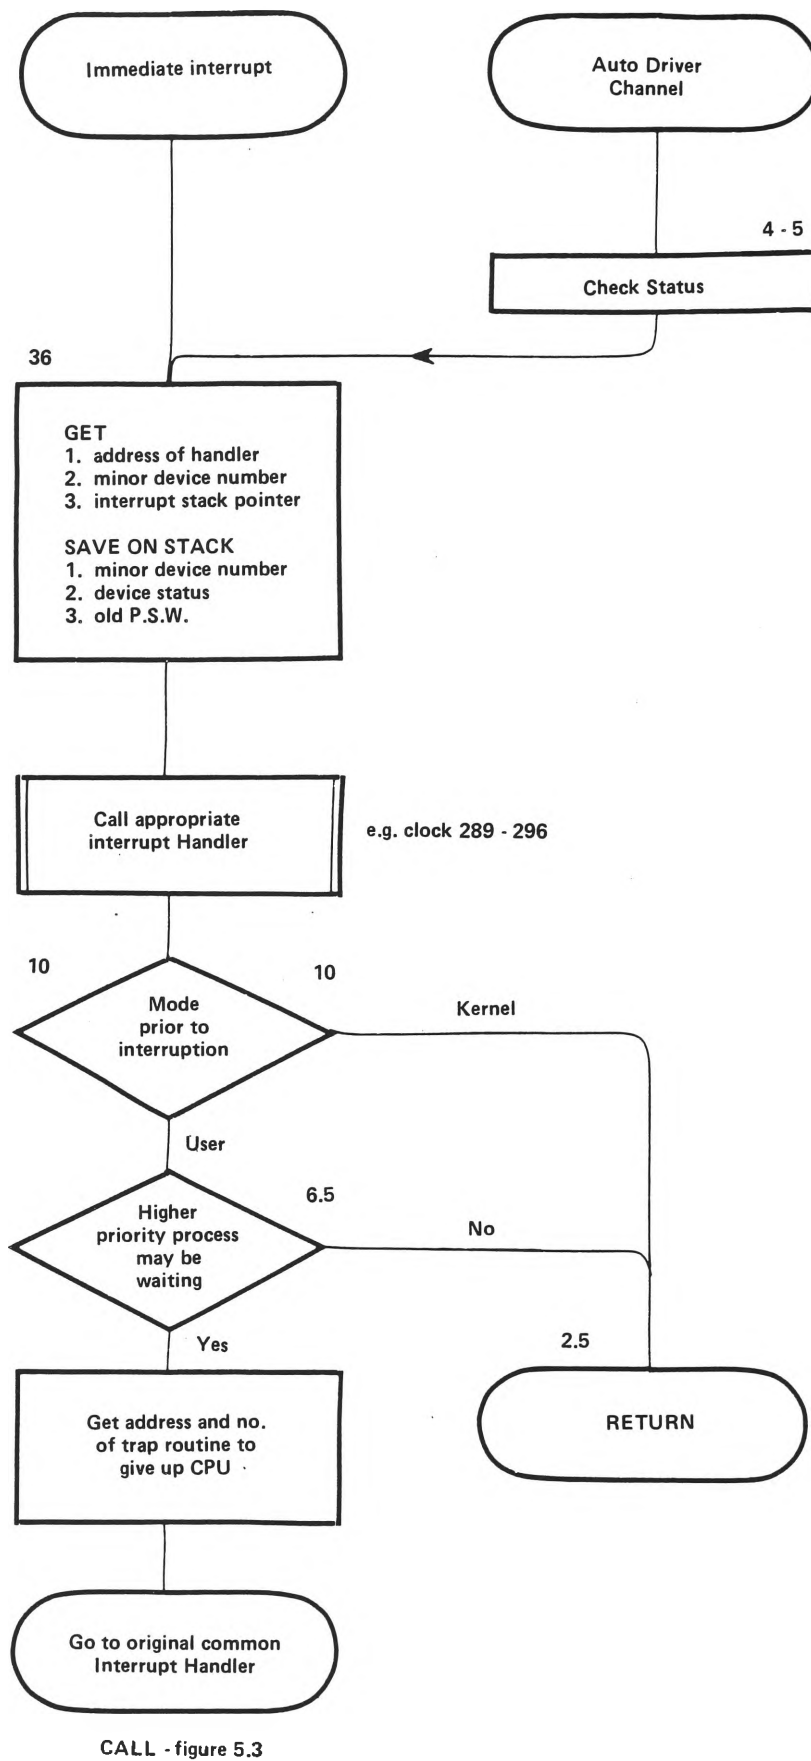 Immediate interrupt
Auto Driver
Channel
4 - 5
Check Status
36
GET
1. address of handler
2. minor device number
3. interrupt stack pointer
SAVE ON STACK
1. minor device number
2. device status
3. old P.S.W.
Call appropriate
interrupt Handler
e.g. clock 289 - 296
10
10
Mode
prior to
interruption
Kernel
User
6.5
Higher
priority process
may be
waiting
No
Yes
2.5
Get address and no.
of trap routine to
give up CPU
RETURN
Go to original common
Interrupt Handler
CALL - figure 5.3